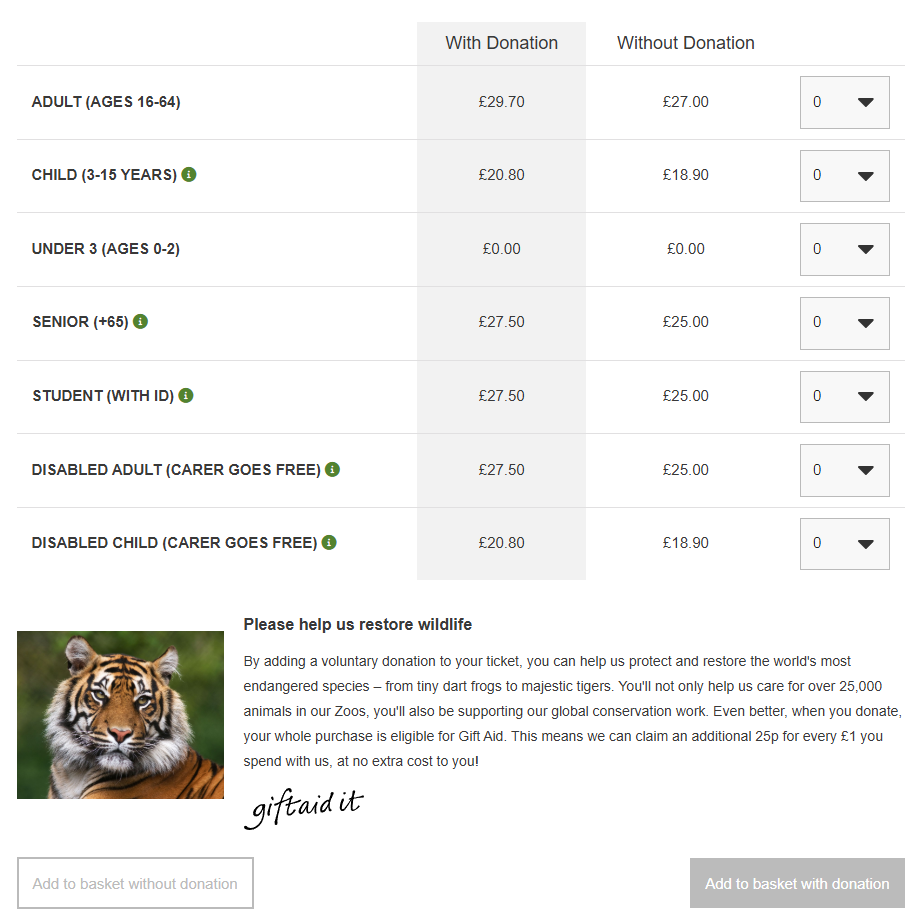 With Donation Without Donation
ADULT (AGES 16-64) £29.70 £27.00 0
CHILD (3-15 YEARS) i £20.80 £18.90 0
UNDER 3 (AGES 0-2) £0.00 £0.00 0
SENIOR (+65) i £27.50 £25.00 0
STUDENT (WITH ID) i £27.50 £25.00 0
DISABLED ADULT (CARER GOES FREE) i £27.50 £25.00 0
DISABLED CHILD (CARER GOES FREE) i £20.80 £18.90 0
Please help us restore wildlife
By adding a voluntary donation to your ticket, you can help us protect and restore the world's most
endangered species – from tiny dart frogs to majestic tigers. You'll not only help us care for over 25,000
animals in our Zoos, you'll also be supporting our global conservation work. Even better, when you donate,
your whole purchase is eligible for Gift Aid. This means we can claim an additional 25p for every £1 you
spend with us, at no extra cost to you!
giftaid it
Add to basket without donation Add to basket with donation